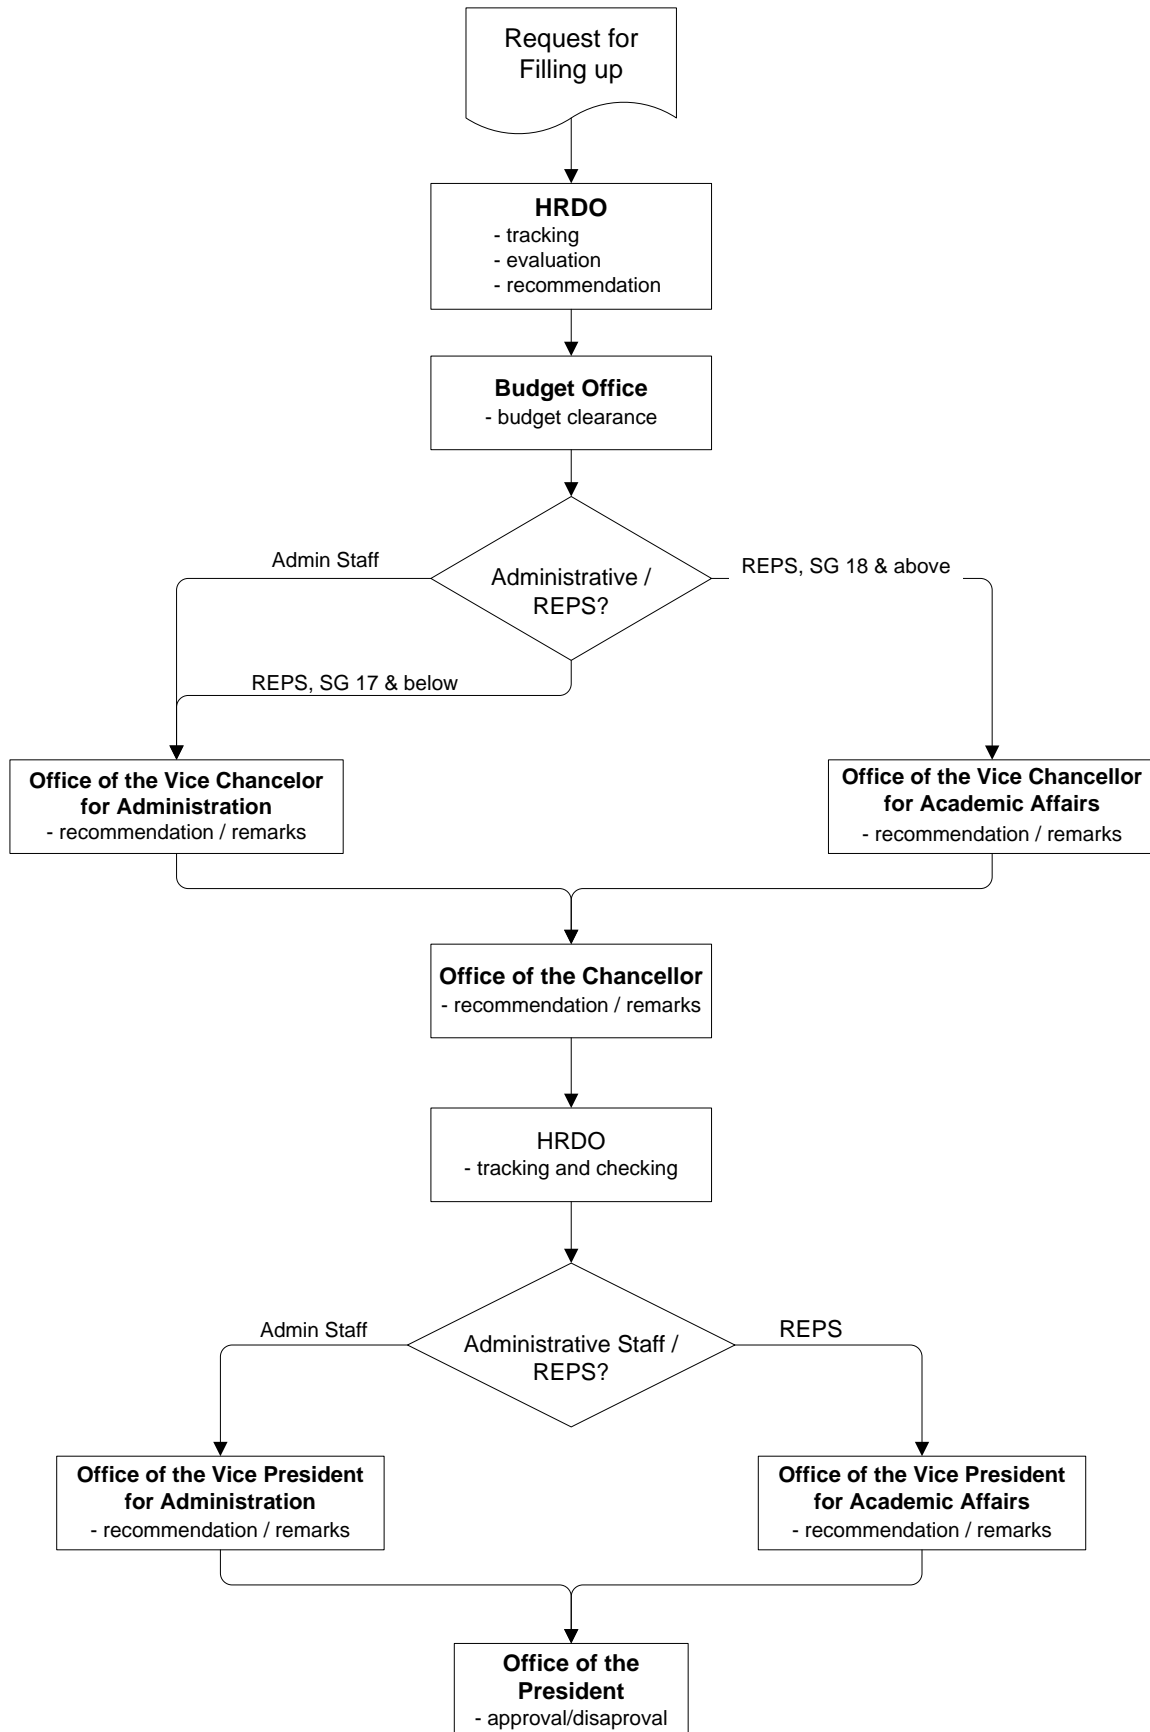 Request for
Filling up
HRDO
- tracking
- evaluation
- recommendation
Budget Office
- budget clearance
Admin Staff
REPS, SG 18 & above
Administrative /
REPS?
REPS, SG 17 & below
Office of the Vice Chancelor
for Administration
- recommendation / remarks
Office of the Vice Chancellor
for Academic Affairs
- recommendation / remarks
Office of the Chancellor
- recommendation / remarks
HRDO
- tracking and checking
Admin Staff
REPS
Administrative Staff /
REPS?
Office of the Vice President
for Administration
- recommendation / remarks
Office of the Vice President
for Academic Affairs
- recommendation / remarks
Office of the
President
- approval/disaproval